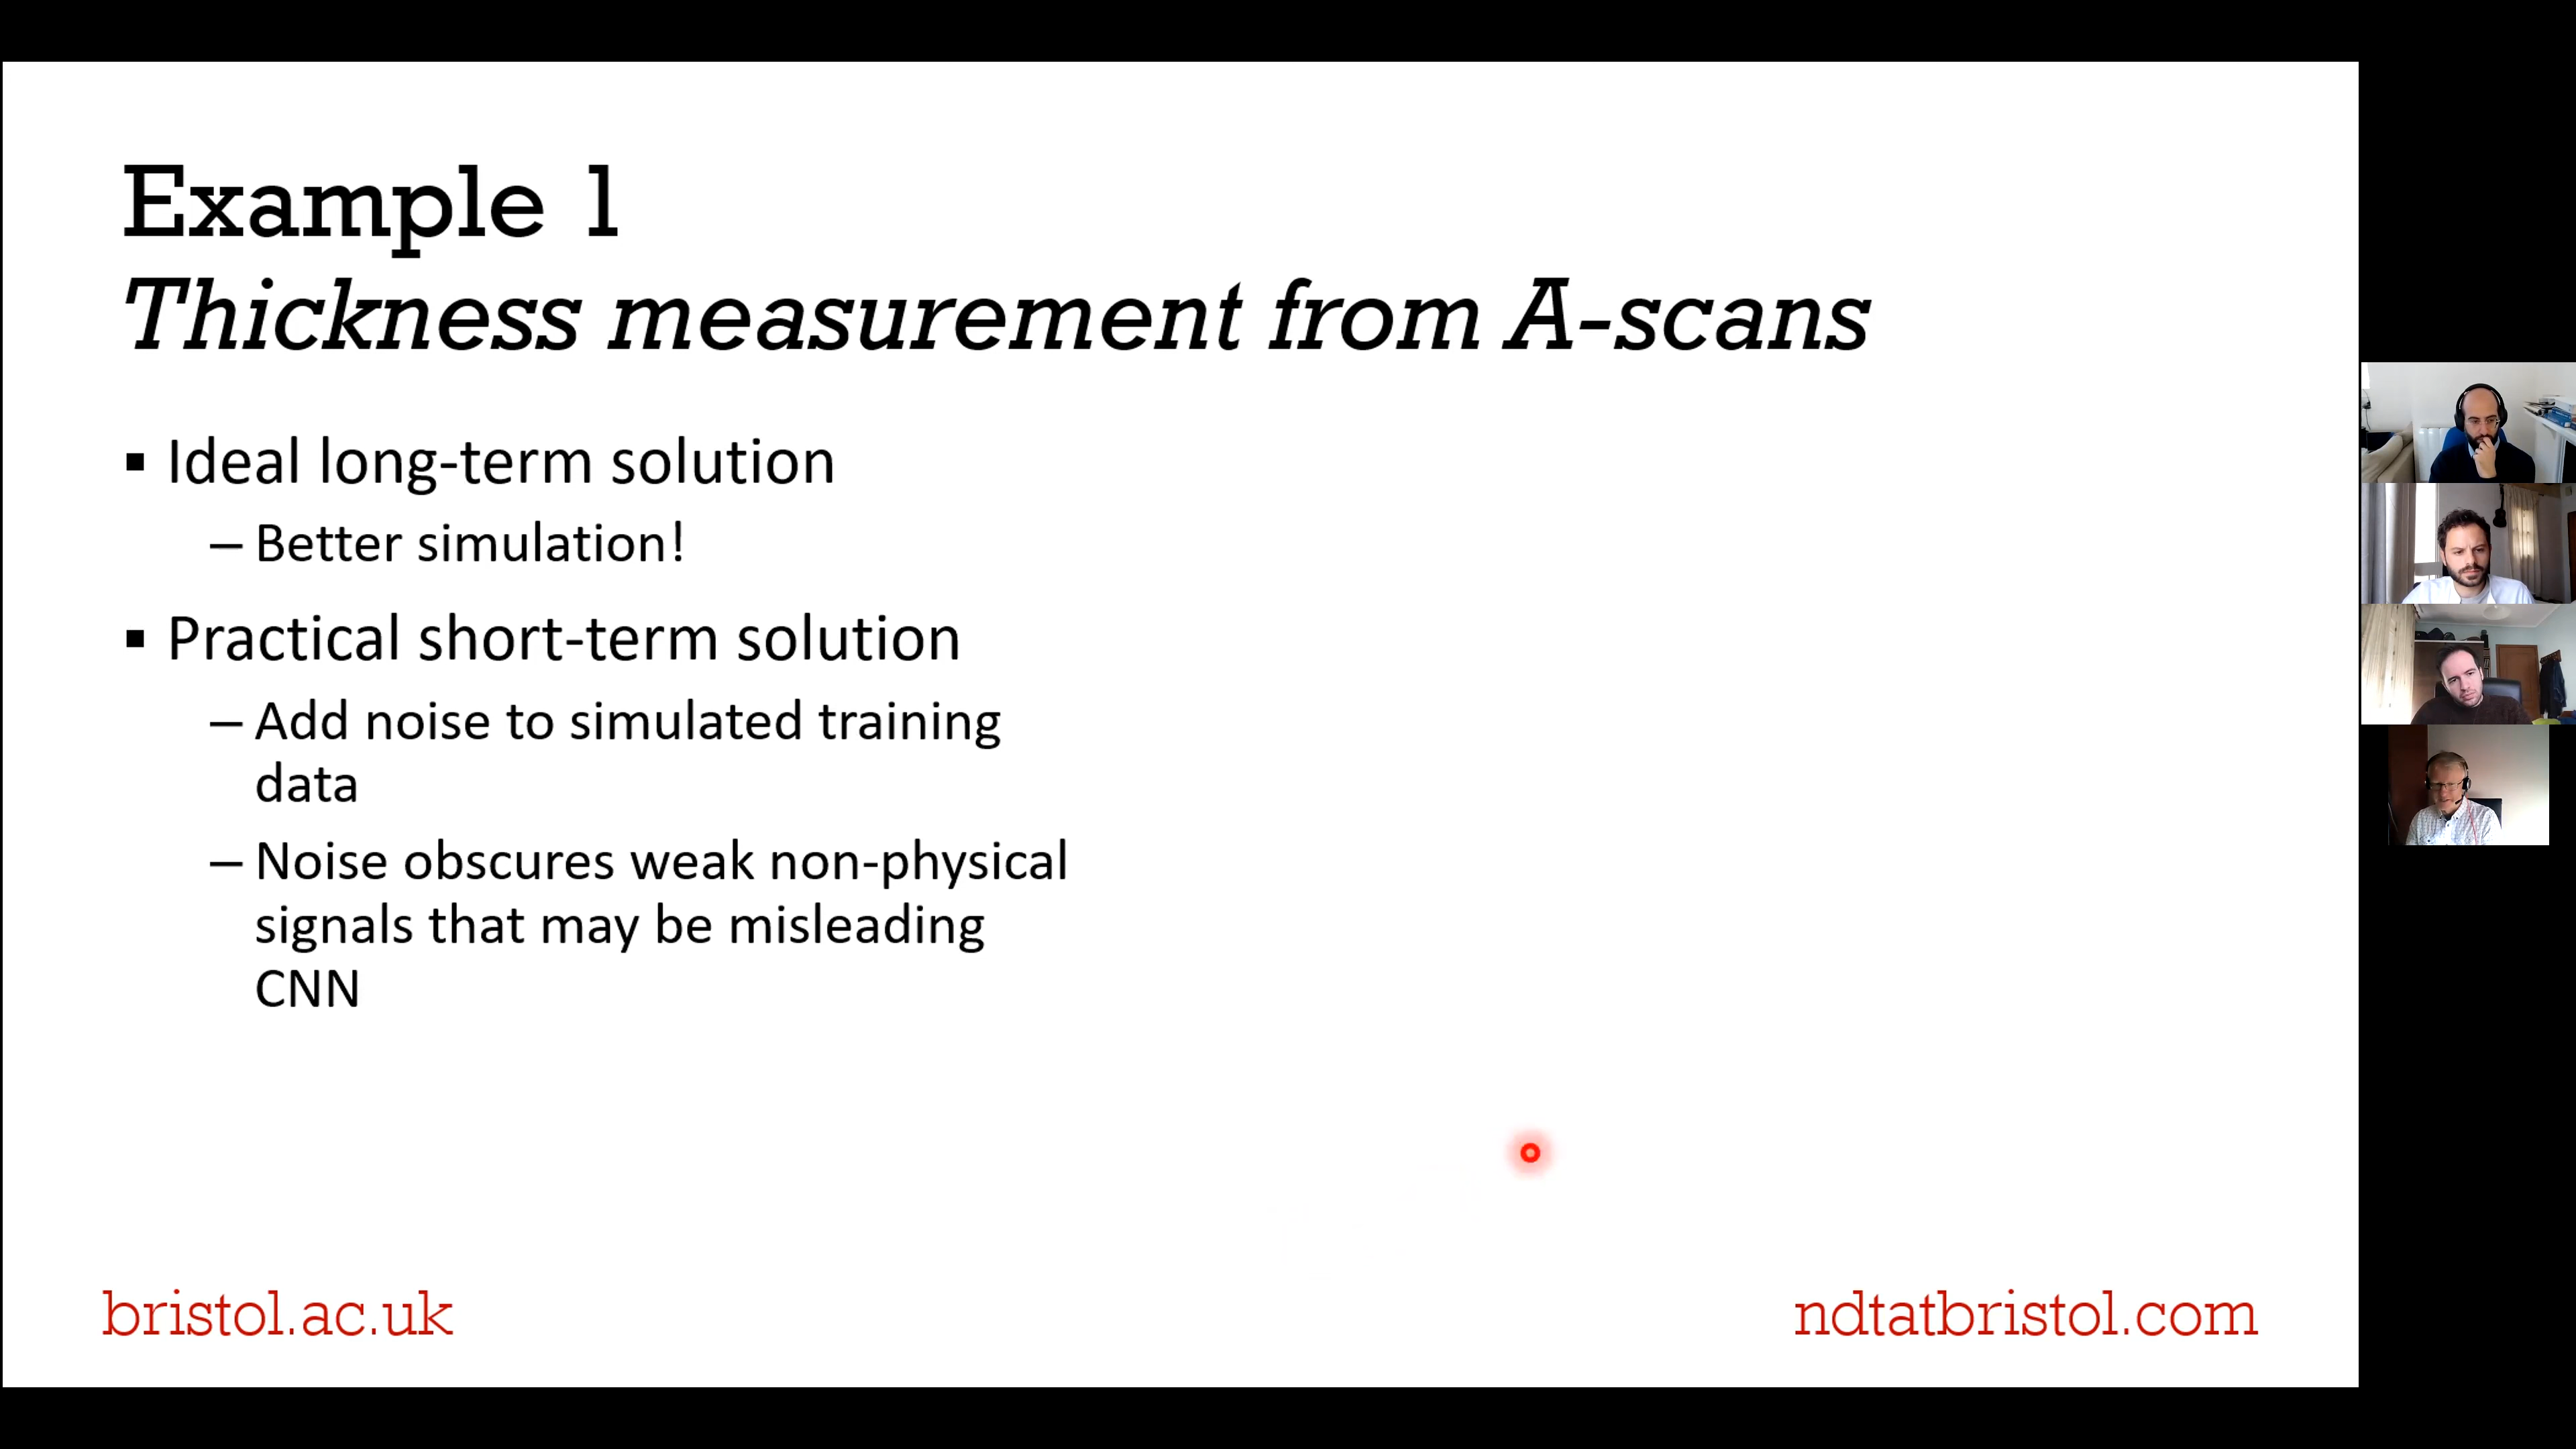 Example 1
Thickness measurement from A-scans
▪ Ideal long-term solution
– Better simulation!
▪ Practical short-term solution
– Add noise to simulated training
data
– Noise obscures weak non-physical
signals that may be misleading
CNN
bristol.ac.uk
ndtatbristol.com